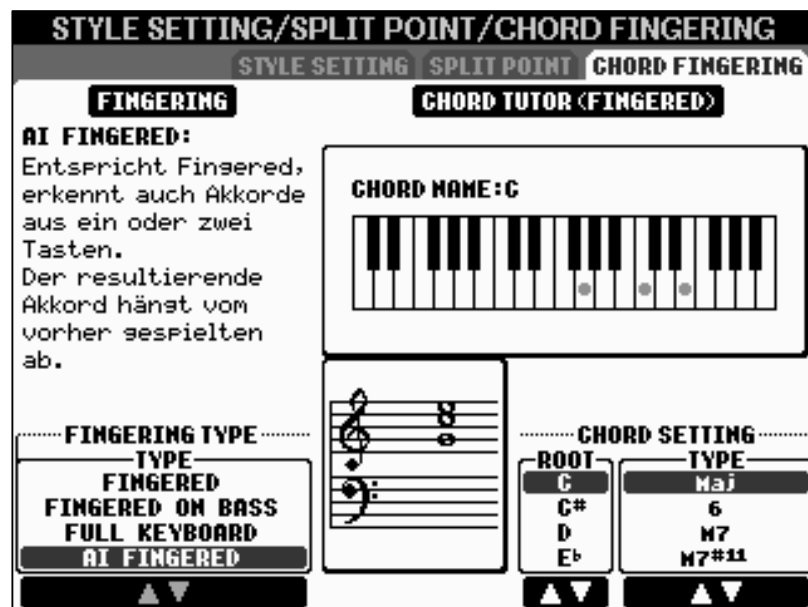 STYLE SETTING/SPLIT POINT/CHORD FINGERING
STYLE SETTING
SPLIT POINT
CHORD FINGERING
FINGERING
CHORD TUTOR (FINGERED)
AI FINGERED:
Entspricht Fingered,
erkennt auch Akkorde
aus ein oder zwei
Tasten.
Der resultierende
Akkord hängt vom
vorher gespielten
ab.
CHORD NAME:C
FINGERING TYPE
TYPE
FINGERED
FINGERED ON BASS
FULL KEYBOARD
AI FINGERED
CHORD SETTING
ROOT
C
C#
D
E♭
TYPE
Maj
6
M7
M7#11